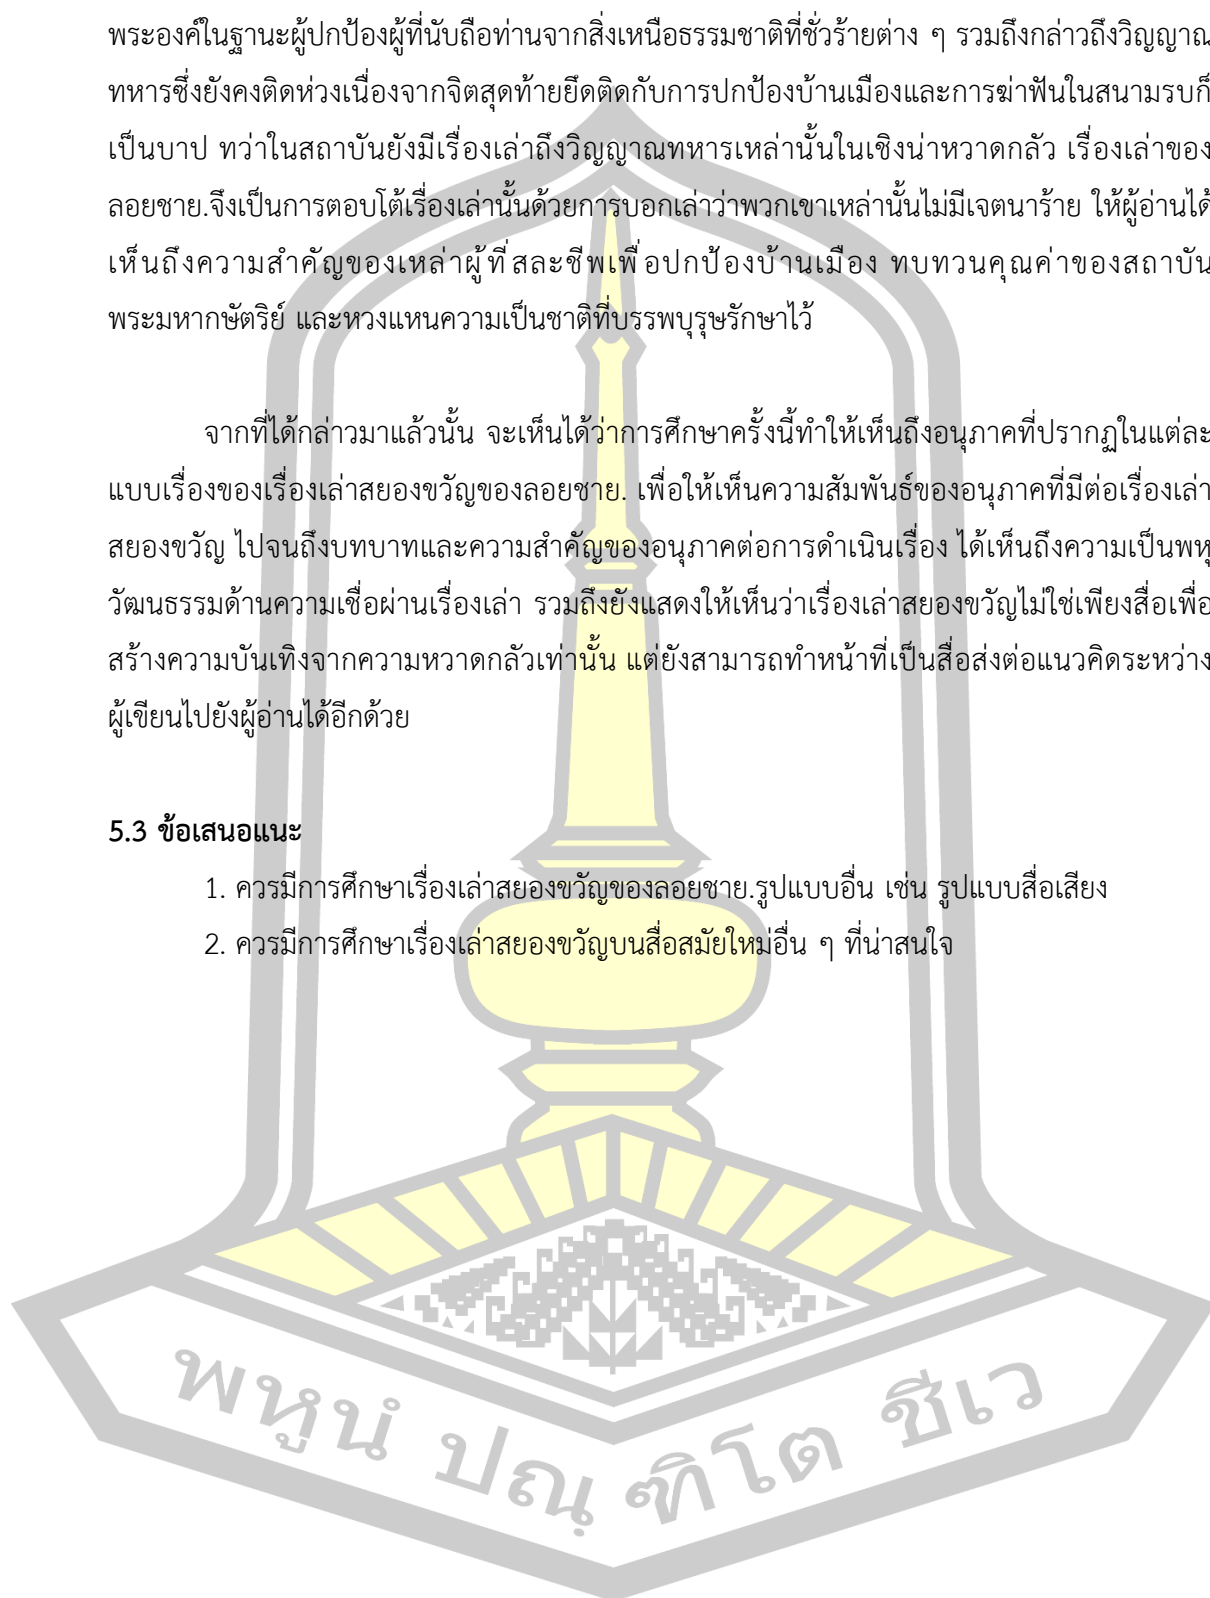 พระองค์ในฐานะผู้ปกป้องผู้ที่นับถือท่านจากสิ่งเหนือธรรมชาติที่ชั่วร้ายต่าง ๆ รวมถึงกล่าวถึงวิญญาณ
ทหารซึ่งยังคงติดห่วงเนื่องจากจิตสุดท้ายยึดติดกับการปกป้องบ้านเมืองและการฆ่าฟันในสนามรบก็
เป็นบาป ทว่าในสถาบันยังมีเรื่องเล่าถึงวิญญาณทหารเหล่านั้นในเชิงน่าหวาดกลัว เรื่องเล่าของ
ลอยชาย.จึงเป็นการตอบโต้เรื่องเล่านั้นด้วยการบอกเล่าว่าพวกเขาเหล่านั้นไม่มีเจตนาร้าย ให้ผู้อ่านได้
เห็นถึงความสำคัญของเหล่าผู้ที่สละชีพเพื่อปกป้องบ้านเมือง ทบทวนคุณค่าของสถาบัน
พระมหากษัตริย์ และหวงแหนความเป็นชาติที่บรรพบุรุษรักษาไว้
จากที่ได้กล่าวมาแล้วนั้น จะเห็นได้ว่าการศึกษาครั้งนี้ทำให้เห็นถึงอนุภาคที่ปรากฏในแต่ละ
แบบเรื่องของเรื่องเล่าสยองขวัญของลอยชาย. เพื่อให้เห็นความสัมพันธ์ของอนุภาคที่มีต่อเรื่องเล่า
สยองขวัญ ไปจนถึงบทบาทและความสำคัญของอนุภาคต่อการดำเนินเรื่อง ได้เห็นถึงความเป็นพหุ
วัฒนธรรมด้านความเชื่อผ่านเรื่องเล่า รวมถึงยังแสดงให้เห็นว่าเรื่องเล่าสยองขวัญไม่ใช่เพียงสื่อเพื่อ
สร้างความบันเทิงจากความหวาดกลัวเท่านั้น แต่ยังสามารถทำหน้าที่เป็นสื่อส่งต่อแนวคิดระหว่าง
ผู้เขียนไปยังผู้อ่านได้อีกด้วย
5.3 ข้อเสนอแนะ
1. ควรมีการศึกษาเรื่องเล่าสยองขวัญของลอยชาย.รูปแบบอื่น เช่น รูปแบบสื่อเสียง
2. ควรมีการศึกษาเรื่องเล่าสยองขวัญบนสื่อสมัยใหม่อื่น ๆ ที่น่าสนใจ
พหูนํ ปณฺฑิโต ชีเว